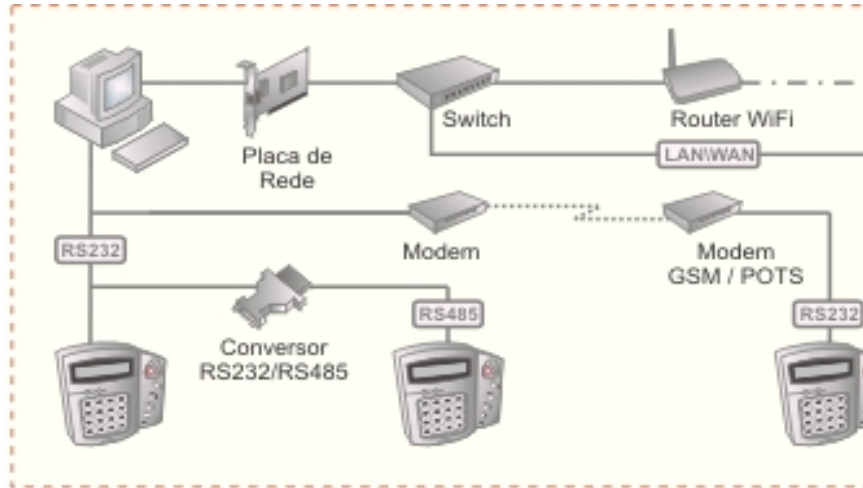 Switch
Router WiFi
Placa de
Rede
LAN\WAN
RS232
Modem
Modem
GSM / POTS
RS485
RS232
Conversor
RS232/RS485